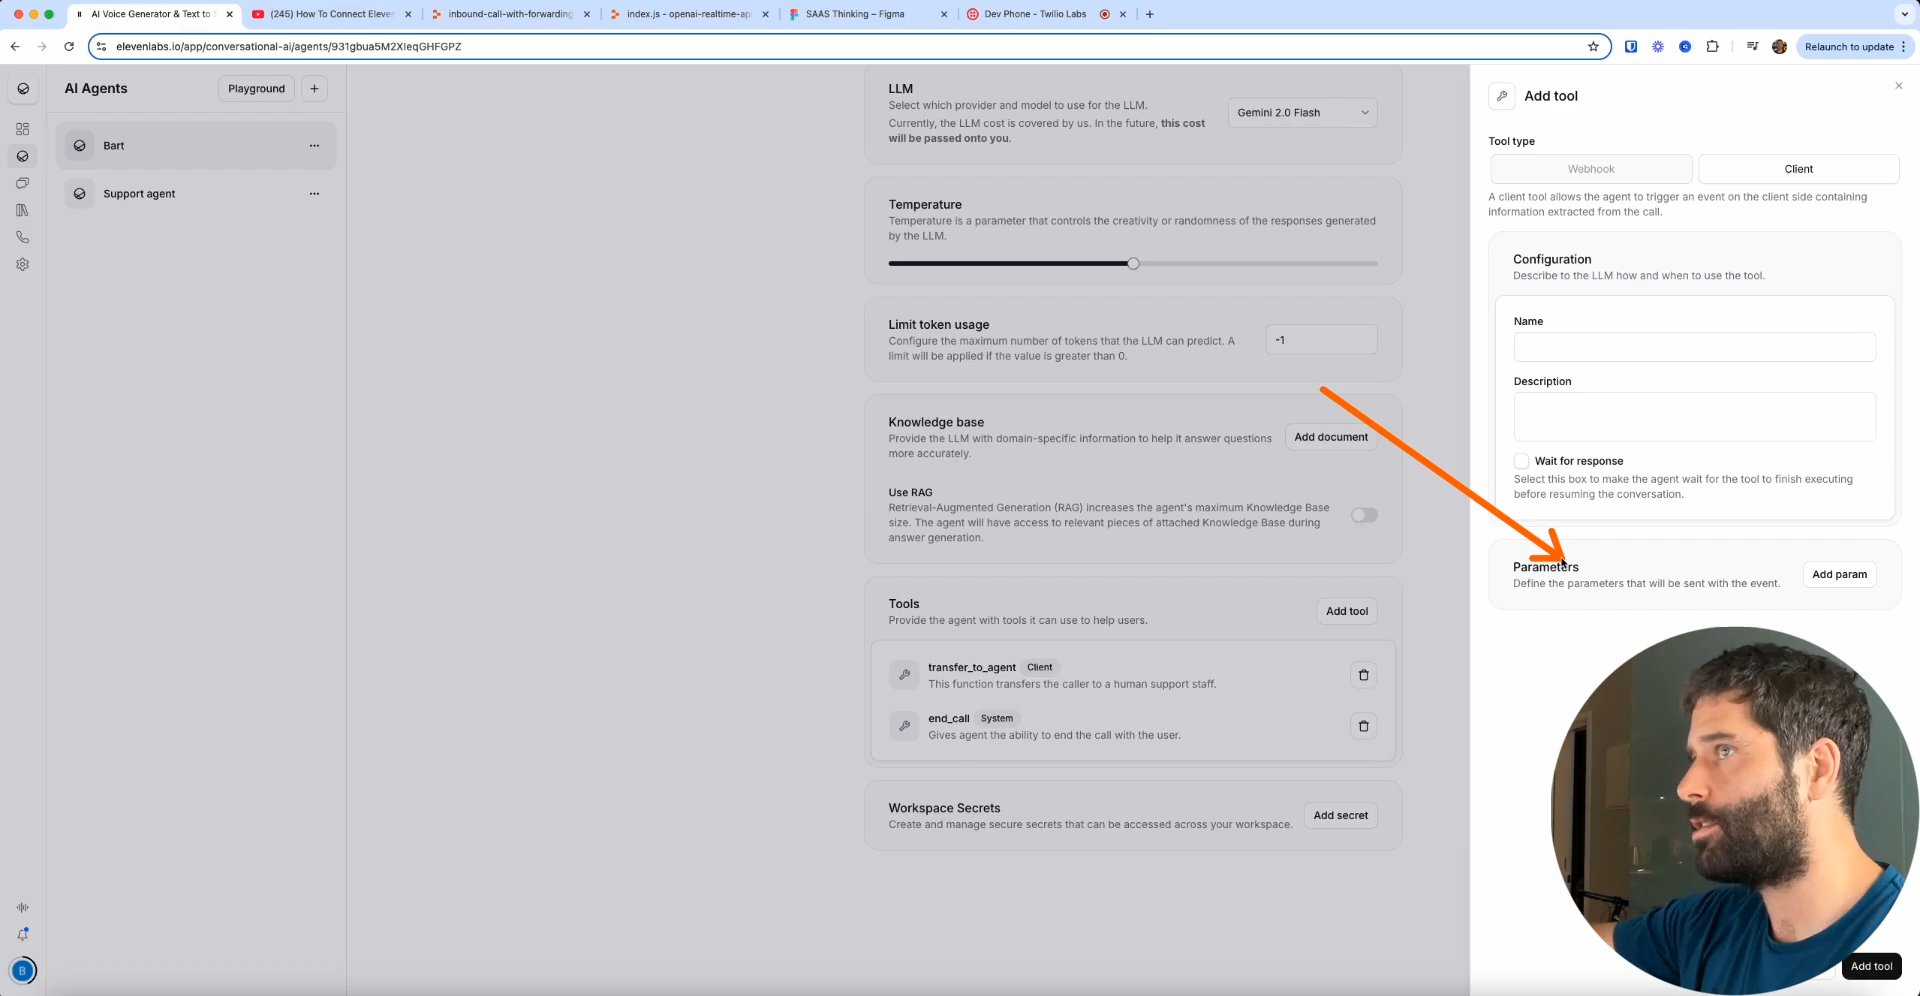 AI Voice Generator & Text to S
(245) How To Connect Eleven
inbound-call-with-forwarding
index.js - openai-realtime-ap
SAAS Thinking – Figma
Dev Phone - Twilio Labs
elevenlabs.io/app/conversational-ai/agents/931gbua5M2XIeqGHFGPZ
Relaunch to update
AI Agents
Playground
Bart
Support agent
B
LLM
Select which provider and model to use for the LLM.
Currently, the LLM cost is covered by us. In the future, this cost
will be passed onto you.
Gemini 2.0 Flash
Temperature
Temperature is a parameter that controls the creativity or randomness of the responses generated
by the LLM.
Limit token usage
Configure the maximum number of tokens that the LLM can predict. A
limit will be applied if the value is greater than 0.
-1
Knowledge base
Provide the LLM with domain-specific information to help it answer questions
more accurately.
Add document
Use RAG
Retrieval-Augmented Generation (RAG) increases the agent's maximum Knowledge Base
size. The agent will have access to relevant pieces of attached Knowledge Base during
answer generation.
Tools
Provide the agent with tools it can use to help users.
Add tool
transfer_to_agent Client
This function transfers the caller to a human support staff.
end_call System
Gives agent the ability to end the call with the user.
Workspace Secrets
Create and manage secure secrets that can be accessed across your workspace.
Add secret
Add tool
Tool type
Webhook
Client
A client tool allows the agent to trigger an event on the client side containing
information extracted from the call.
Configuration
Describe to the LLM how and when to use the tool.
Name
Description
Wait for response
Select this box to make the agent wait for the tool to finish executing
before resuming the conversation.
Parameters
Define the parameters that will be sent with the event.
Add param
Add tool